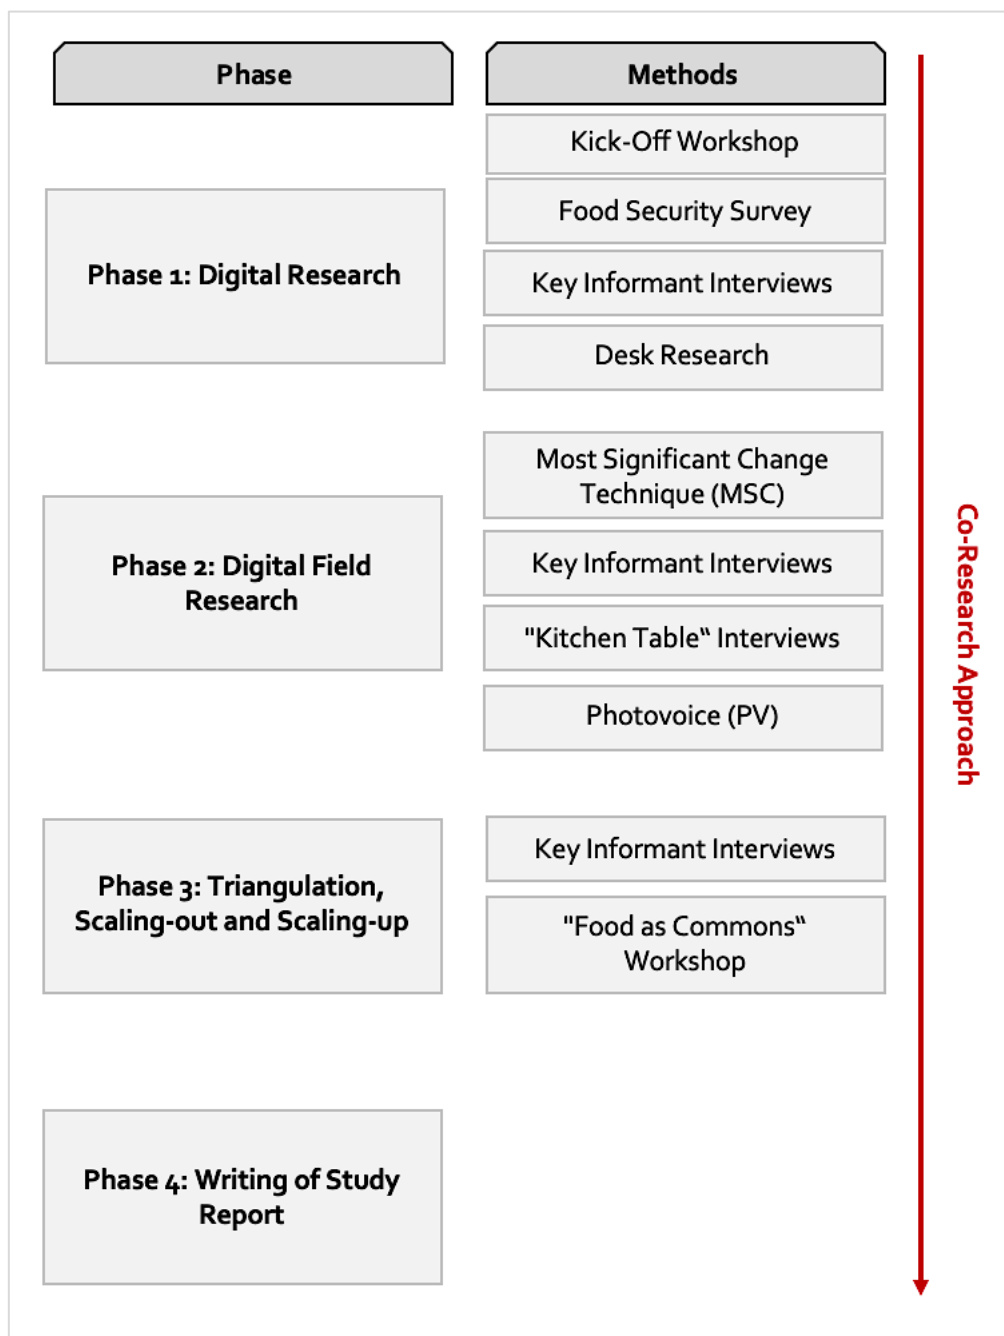 Phase
Methods
Phase 1: Digital Research
Kick-Off Workshop
Food Security Survey
Key Informant Interviews
Desk Research
Phase 2: Digital Field
Research
Most Significant Change
Technique (MSC)
Key Informant Interviews
"Kitchen Table“ Interviews
Photovoice (PV)
Phase 3: Triangulation,
Scaling-out and Scaling-up
Key Informant Interviews
"Food as Commons“
Workshop
Phase 4: Writing of Study
Report
Co-Research Approach